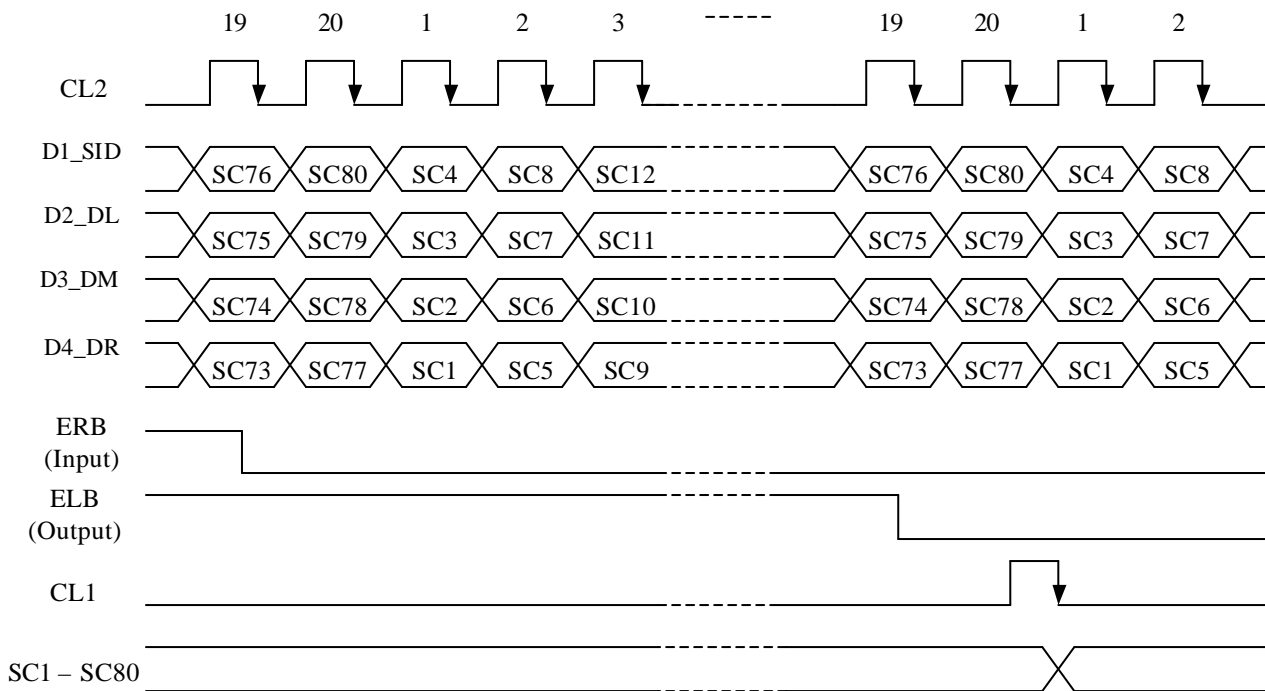 19 20 1 2 3 19 20 1 2
CL2
D1_SID SC76 SC80 SC4 SC8 SC12 SC76 SC80 SC4 SC8
D2_DL SC75 SC79 SC3 SC7 SC11 SC75 SC79 SC3 SC7
D3_DM SC74 SC78 SC2 SC6 SC10 SC74 SC78 SC2 SC6
D4_DR SC73 SC77 SC1 SC5 SC9 SC73 SC77 SC1 SC5
ERB
(Input)
ELB
(Output)
CL1
SC1 – SC80